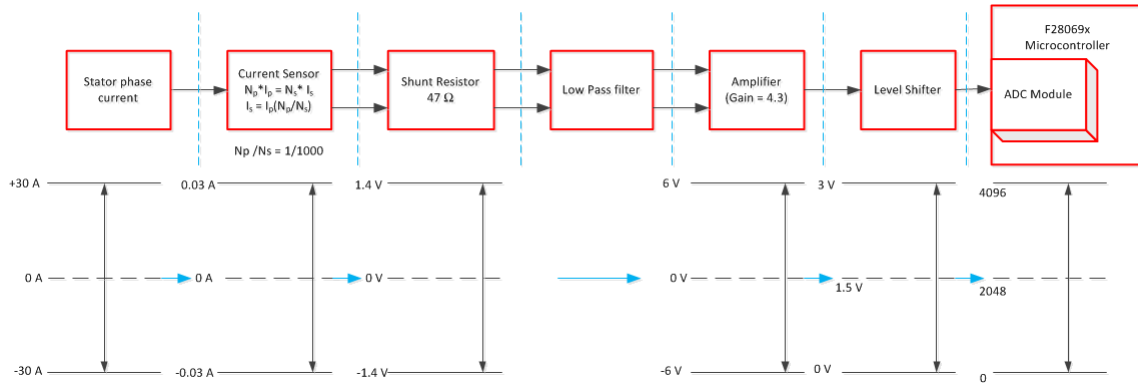 Stator phase
current
Current Sensor
Np*Ip = Ns* Is
Is = Ip(Np/Ns)
Np /Ns = 1/1000
Shunt Resistor
47 Ω
Low Pass filter
Amplifier
(Gain = 4.3)
Level Shifter
F28069x
Microcontroller
ADC Module
+30 A
0.03 A
1.4 V
6 V
3 V
4096
0 A
0 A
0 V
0 V
1.5 V
2048
-30 A
-0.03 A
-1.4 V
-6 V
0 V
0